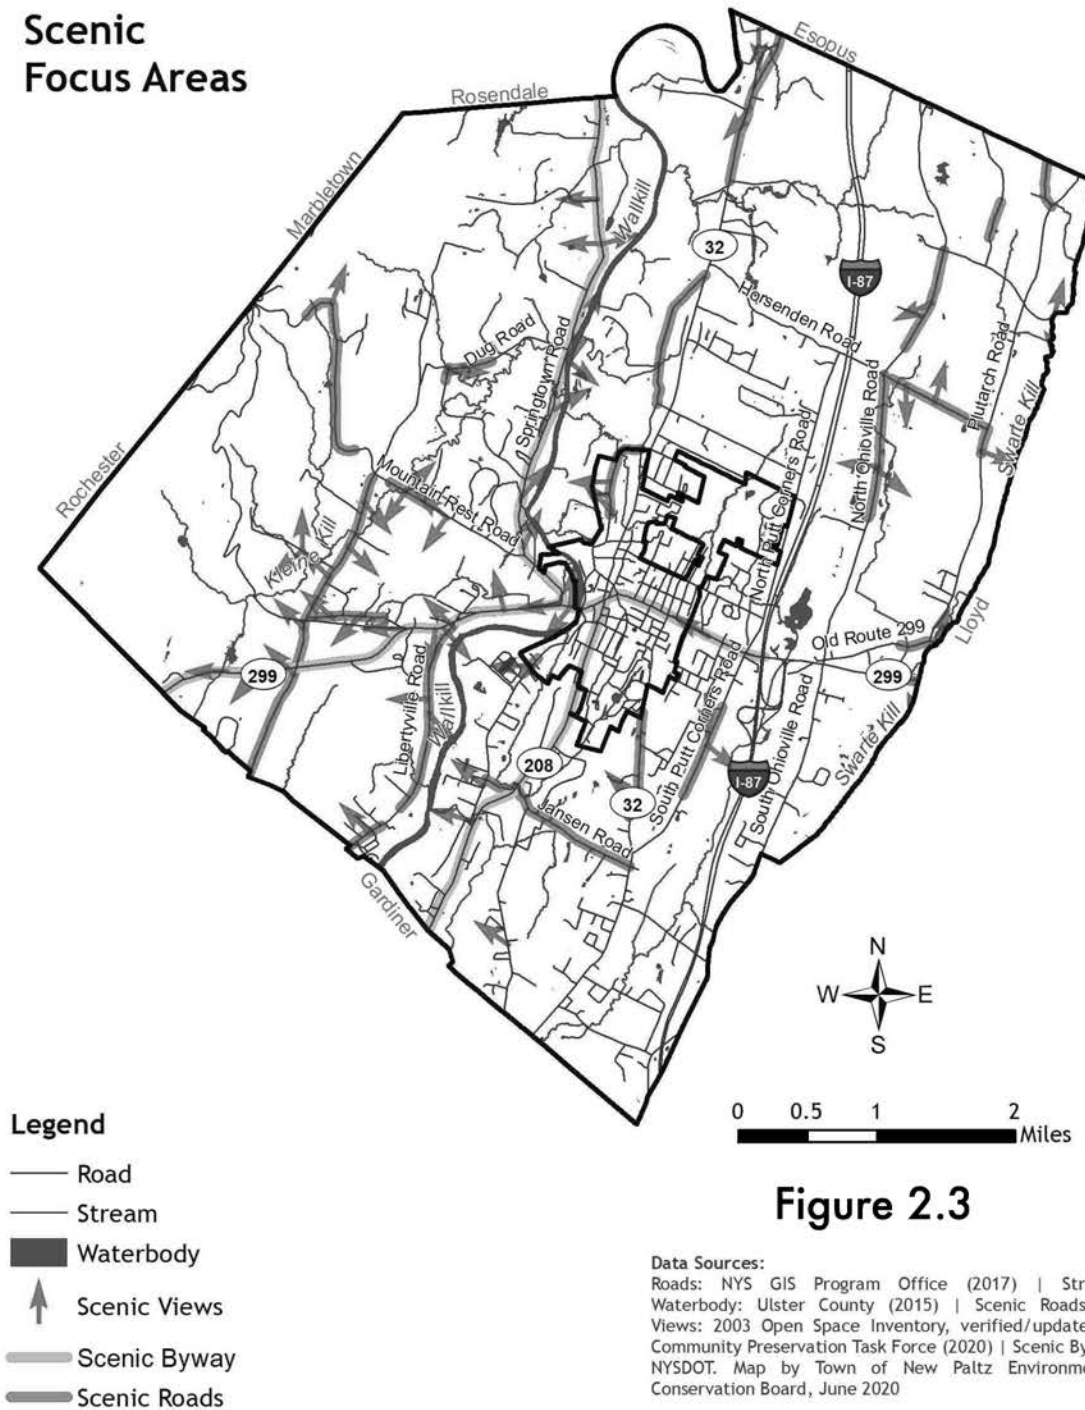 Scenic
Focus Areas
Esopus
Rosendale
Marbletown
Wallkill
32
I-87
Horsenden Road
Dug Road
Springtown Road
Plutarch Road
North Ohioville Road
Swarte Kill
Rochester
Mountain Rest Road
North Putt Corners Road
Kleine Kill
Old Route 299
Lloyd
299
299
Libertyville Road
Wallkill
South Putt Corners Road
South Ohioville Road
Swarte Kill
208
I-87
32
Jansen Road
Gardiner
N
W E
S
0 0.5 1 2
Miles
Legend
Road
Stream
Waterbody
Scenic Views
Scenic Byway
Scenic Roads
Figure 2.3
Data Sources:
Roads: NYS GIS Program Office (2017) | Str
Waterbody: Ulster County (2015) | Scenic Roads
Views: 2003 Open Space Inventory, verified/update
Community Preservation Task Force (2020) | Scenic By
NYSDOT. Map by Town of New Paltz Environm
Conservation Board, June 2020